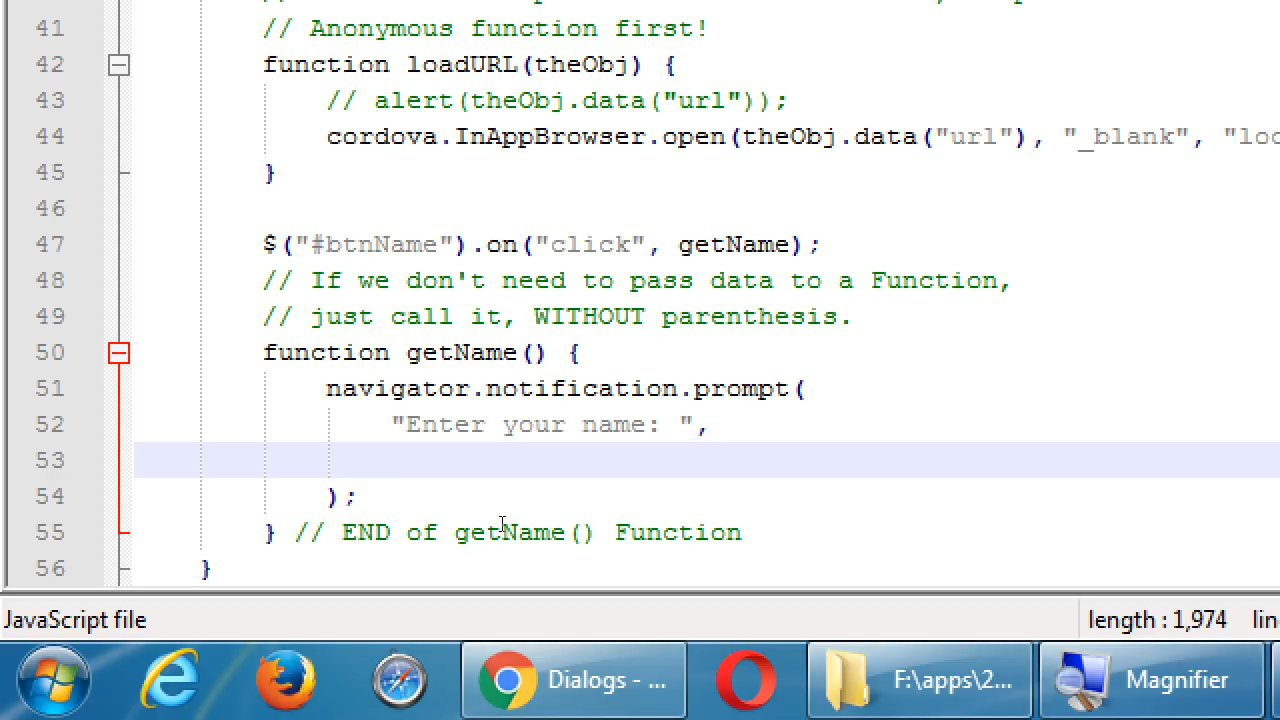 41 // Anonymous function first!
42 function loadURL(theObj) {
43 // alert(theObj.data("url"));
44 cordova.InAppBrowser.open(theObj.data("url"), "_blank", "loc
45 }
46
47 $("#btnName").on("click", getName);
48 // If we don't need to pass data to a Function,
49 // just call it, WITHOUT parenthesis.
50 function getName() {
51 navigator.notification.prompt(
52 "Enter your name: ",
53
54 );
55 } // END of getName() Function
56 }
JavaScript file length : 1,974 lin
Dialogs - ... F:\apps\2... Magnifier